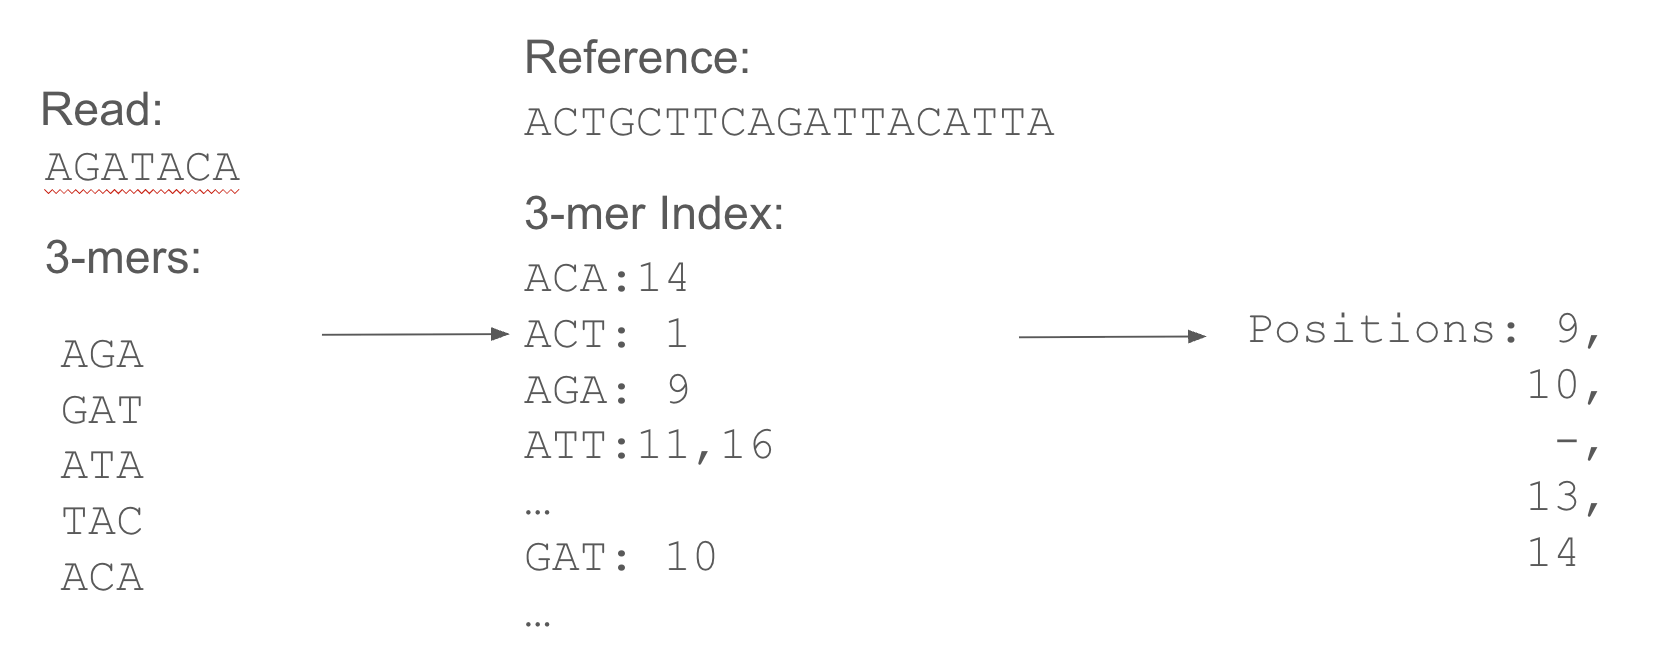 Read:
AGATACA
3-mers:
AGA
GAT
ATA
TAC
ACA
Reference:
ACTGCTTCAGATTACATTA
3-mer Index:
ACA:14
ACT: 1
AGA: 9
ATT:11,16
…
GAT: 10
…
Positions: 9,
10,
-,
13,
14